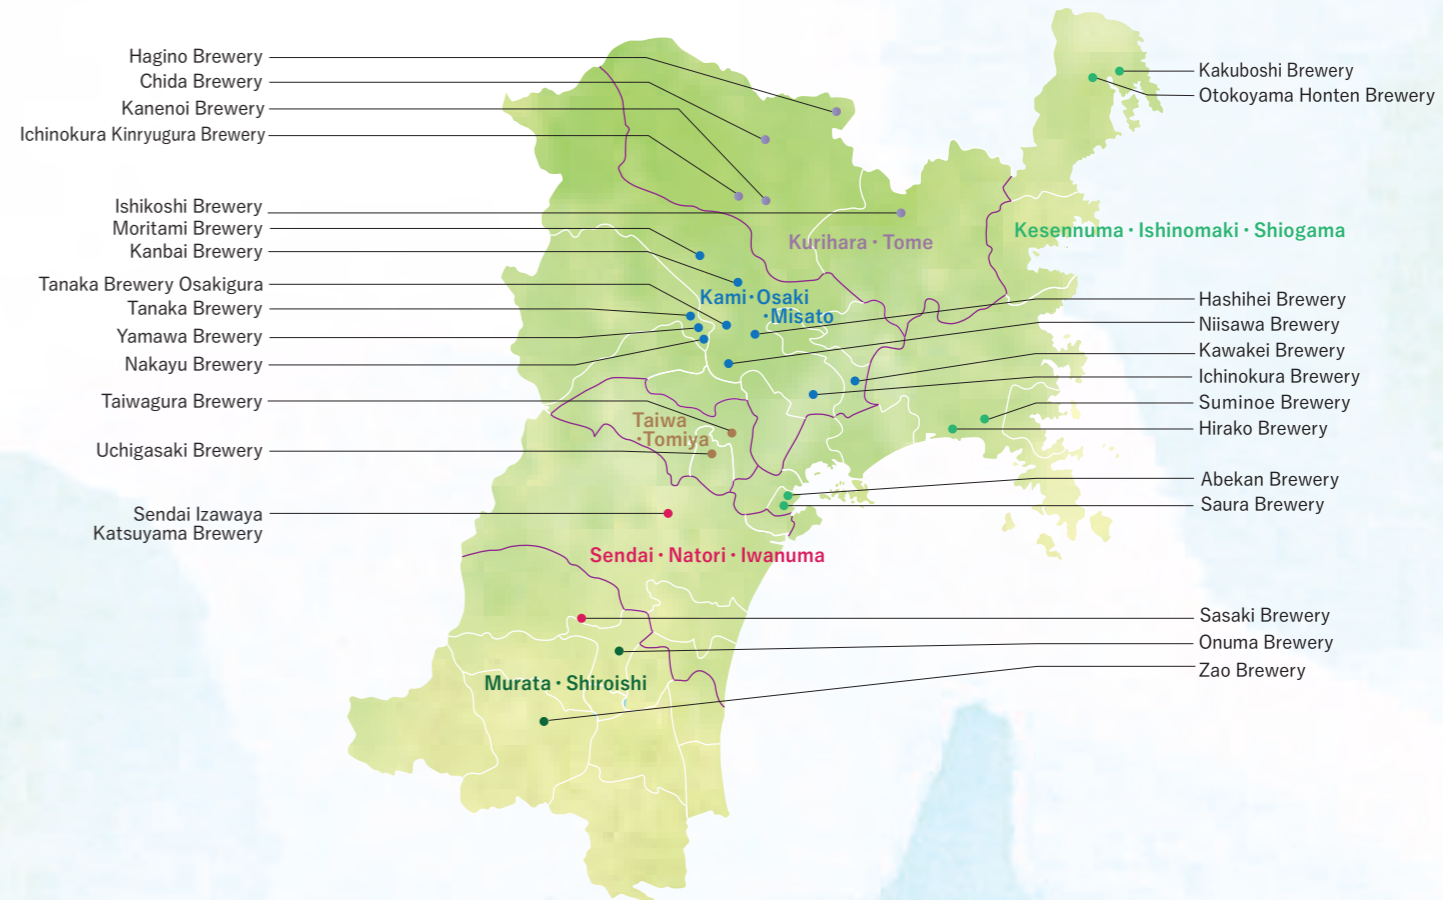 Hagino Brewery
Chida Brewery
Kanenoi Brewery
Ichinokura Kinryugura Brewery
Ishikoshi Brewery
Moritami Brewery
Kanbai Brewery
Tanaka Brewery Osakigura
Tanaka Brewery
Yamawa Brewery
Nakayu Brewery
Taiwagura Brewery
Uchigasaki Brewery
Sendai Izawaya
Katsuyama Brewery
Kurihara・Tome
Kami・Osaki
・Misato
Taiwa
・Tomiya
Sendai・Natori・Iwanuma
Murata・Shiroishi
Kesennuma・Ishinomaki・Shiogama
Kakuboshi Brewery
Otokoyama Honten Brewery
Hashihei Brewery
Niisawa Brewery
Kawakei Brewery
Ichinokura Brewery
Suminoe Brewery
Hirako Brewery
Abekan Brewery
Saura Brewery
Sasaki Brewery
Onuma Brewery
Zao Brewery